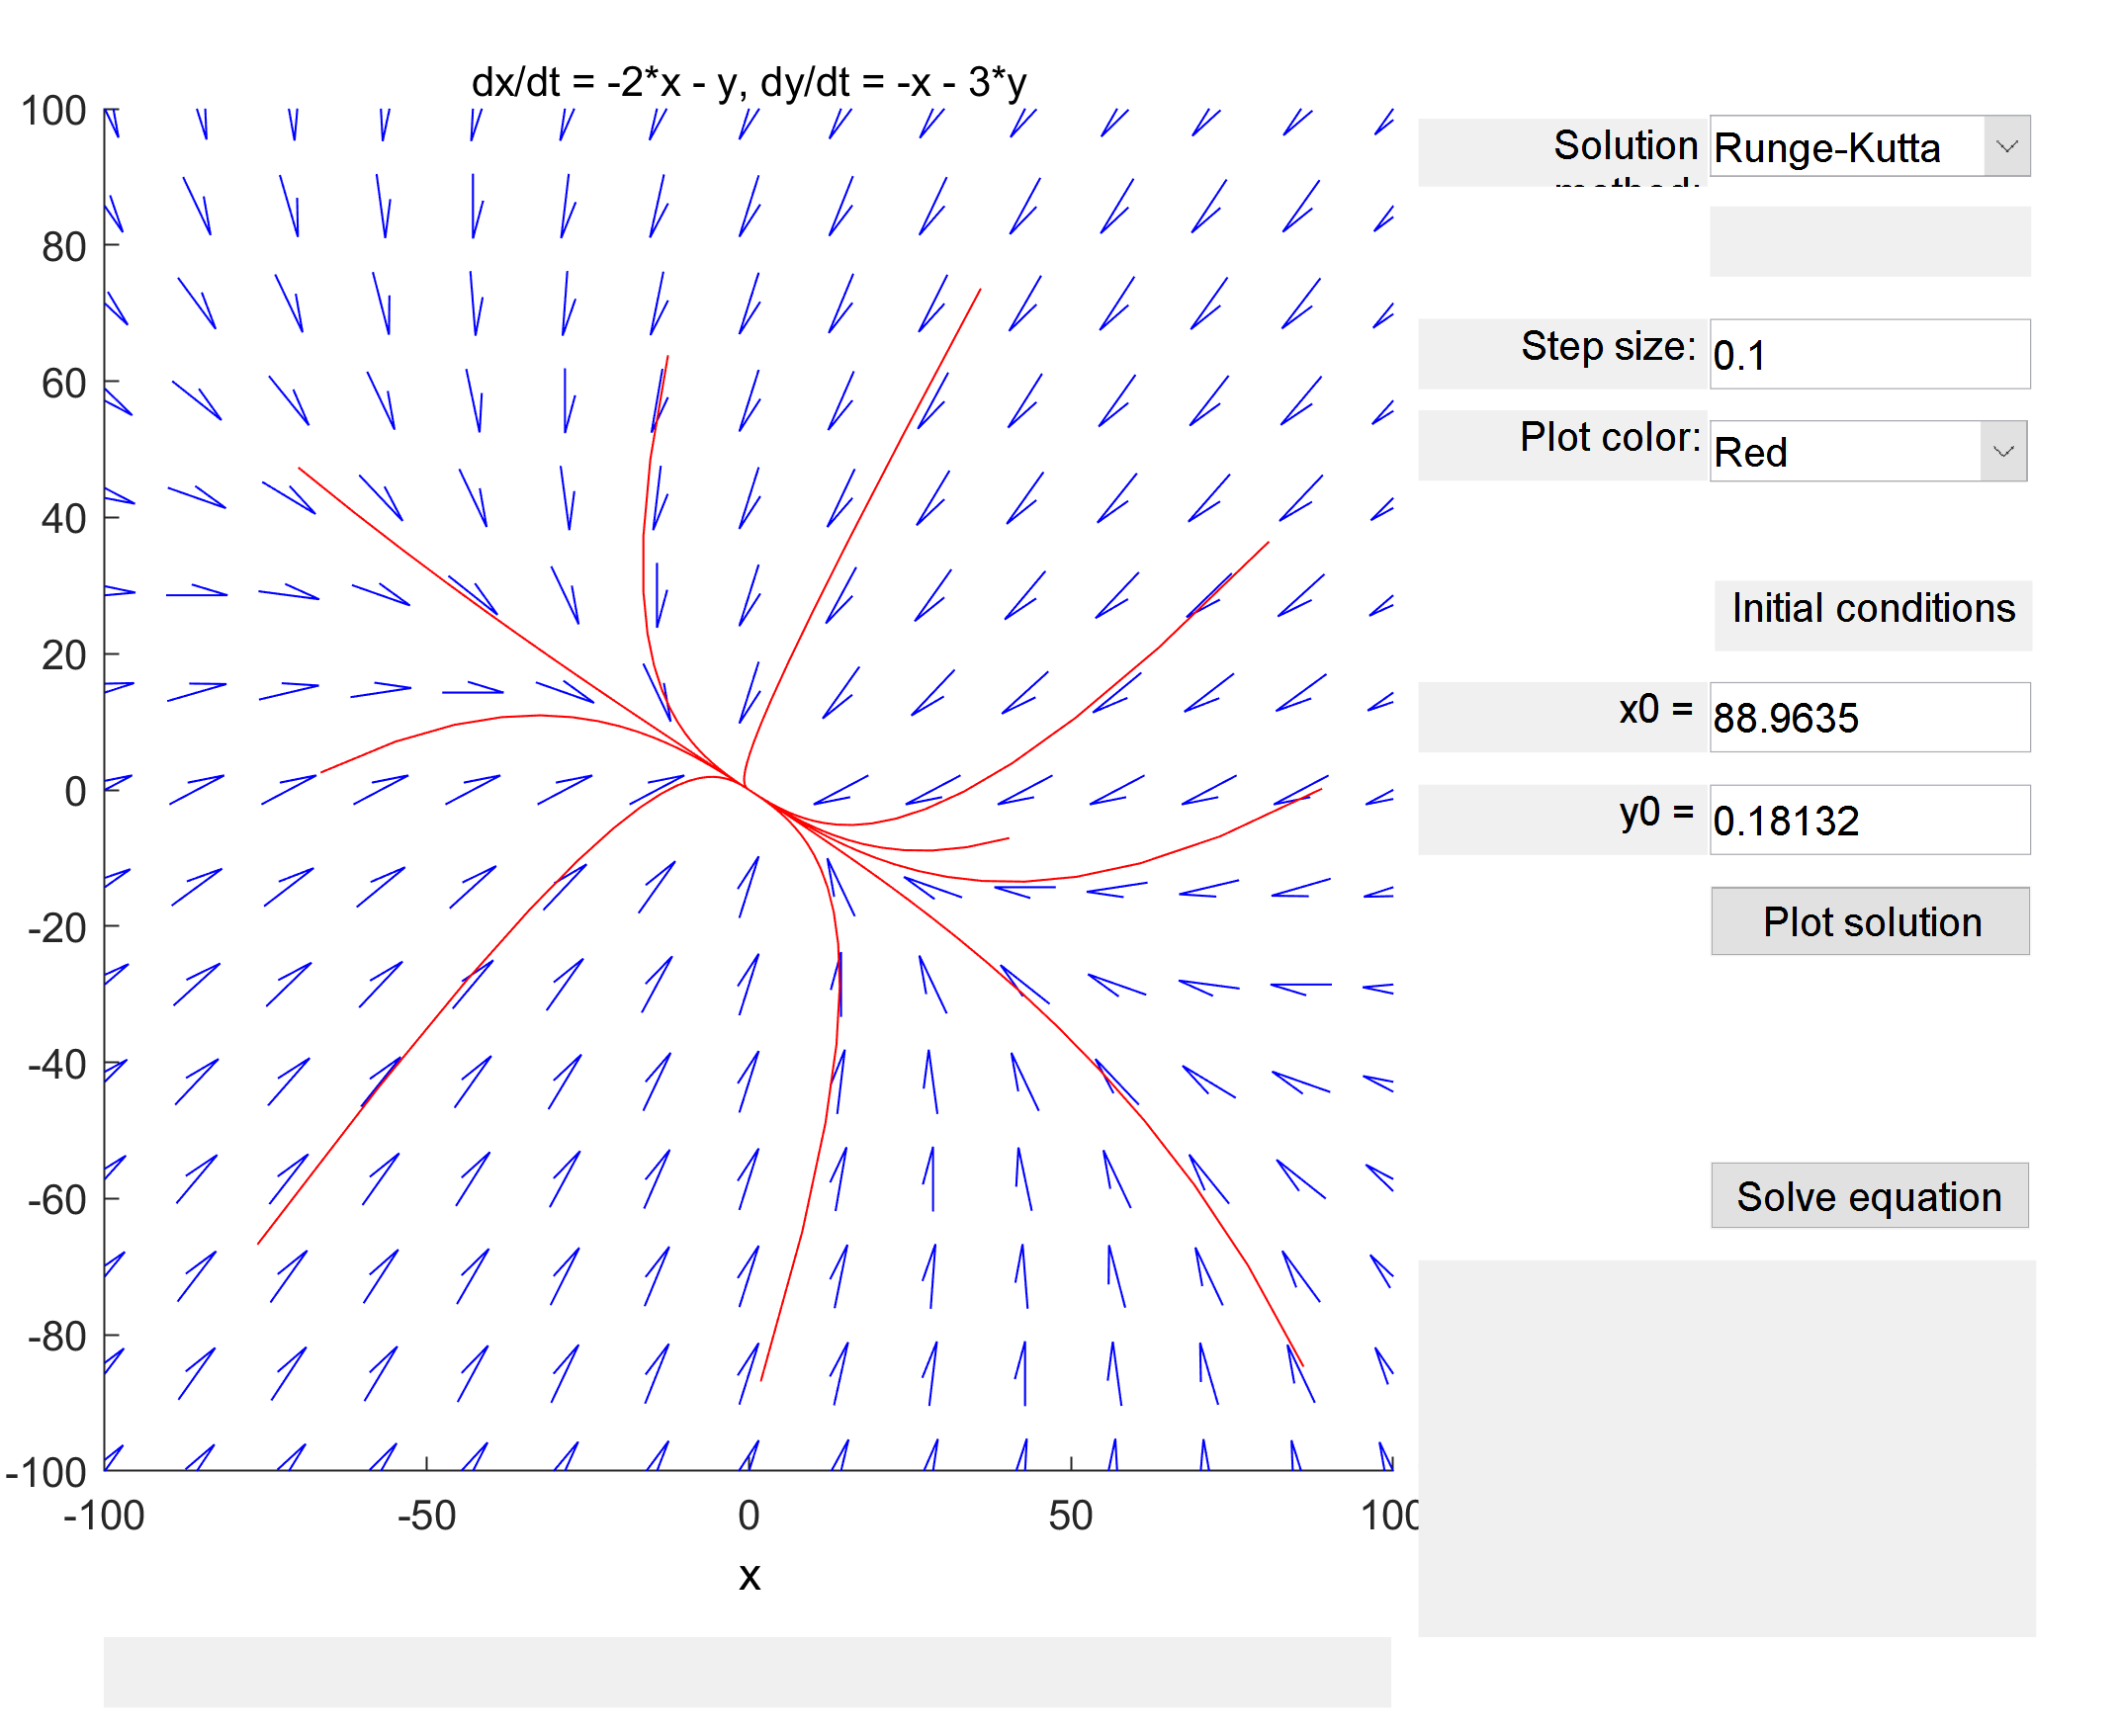 dx/dt = -2*x - y, dy/dt = -x - 3*y
100
80
60
40
20
0
-20
-40
-60
-80
-100
-100 -50 0 50 100
x
Solution
method:
Runge-Kutta
Step size: 0.1
Plot color: Red
Initial conditions
x0 = 88.9635
y0 = 0.18132
Plot solution
Solve equation